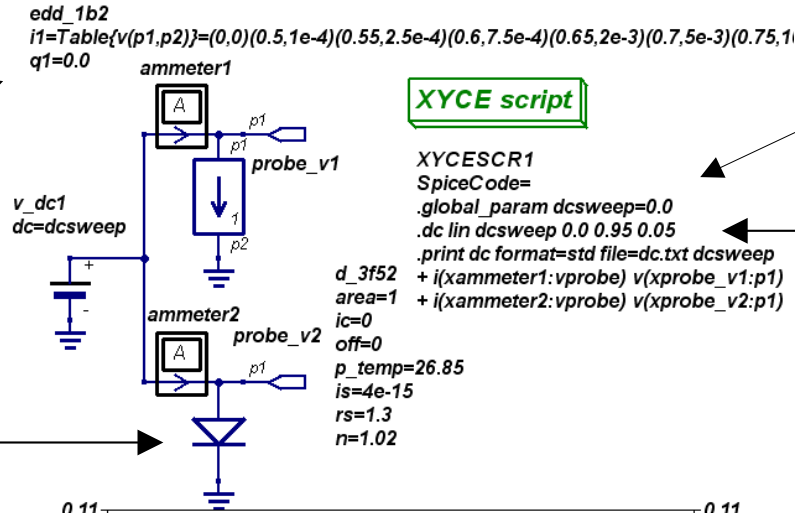 edd_1b2
i1=Table{v(p1,p2)}=(0,0)(0.5,1e-4)(0.55,2.5e-4)(0.6,7.5e-4)(0.65,2e-3)(0.7,5e-3)(0.75,10
q1=0.0
ammeter1
A
p1
p1
probe_v1
1
p2
XYCE script
XYCESCR1
SpiceCode=
.global_param dcsweep=0.0
.dc lin dcsweep 0.0 0.95 0.05
.print dc format=std file=dc.txt dcsweep
+ i(xammeter1:vprobe) v(xprobe_v1:p1)
+ i(xammeter2:vprobe) v(xprobe_v2:p1)
v_dc1
dc=dcsweep
+
-
ammeter2
A
probe_v2
p1
d_3f52
area=1
ic=0
off=0
p_temp=26.85
is=4e-15
rs=1.3
n=1.02
0.11
0.11